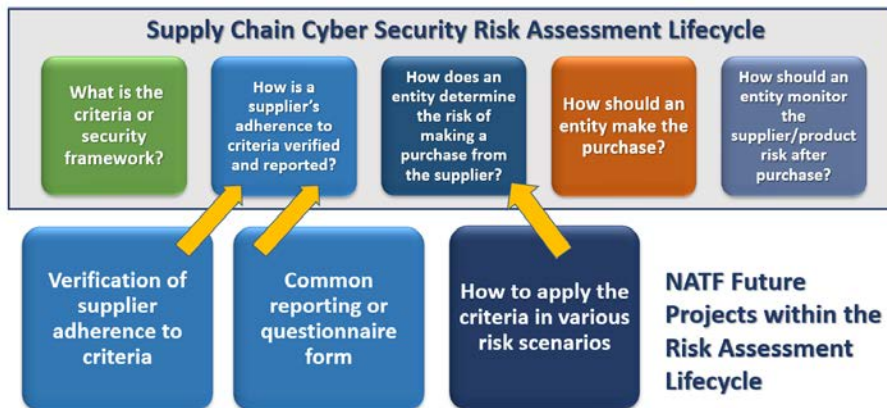 Supply Chain Cyber Security Risk Assessment Lifecycle
What is the
criteria or
security
framework?
How is a
supplier's
adherence to
criteria verified
and reported?
How does an
entity determine
the risk of
making a
purchase from
the supplier?
How should an
entity make the
purchase?
How should an
entity monitor
the
supplier/product
risk after
purchase?
Verification of
supplier
adherence to
criteria
Common
reporting or
questionnaire
form
How to apply the
criteria in various
risk scenarios
NATF Future
Projects within the
Risk Assessment
Lifecycle